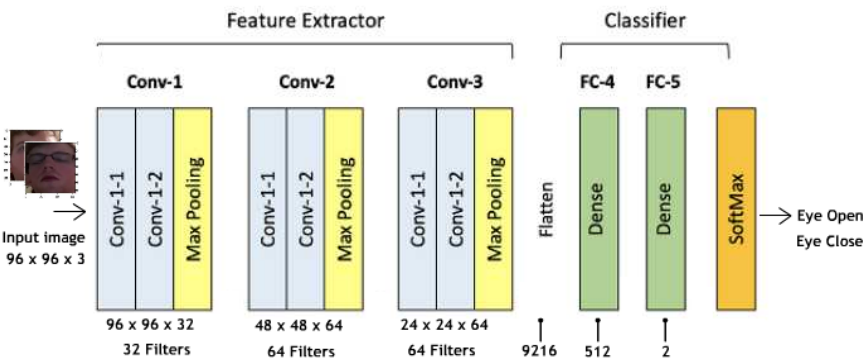 Feature Extractor
Classifier
Conv-1
Conv-2
Conv-3
FC-4
FC-5
Conv-1-1
Conv-1-2
Max Pooling
Conv-1-1
Conv-1-2
Max Pooling
Conv-1-1
Conv-1-2
Max Pooling
Flatten
Dense
Dense
SoftMax
Input image
96 x 96 x 3
Eye Open
Eye Close
96 x 96 x 32
48 x 48 x 64
24 x 24 x 64
32 Filters
64 Filters
64 Filters
9216
512
2